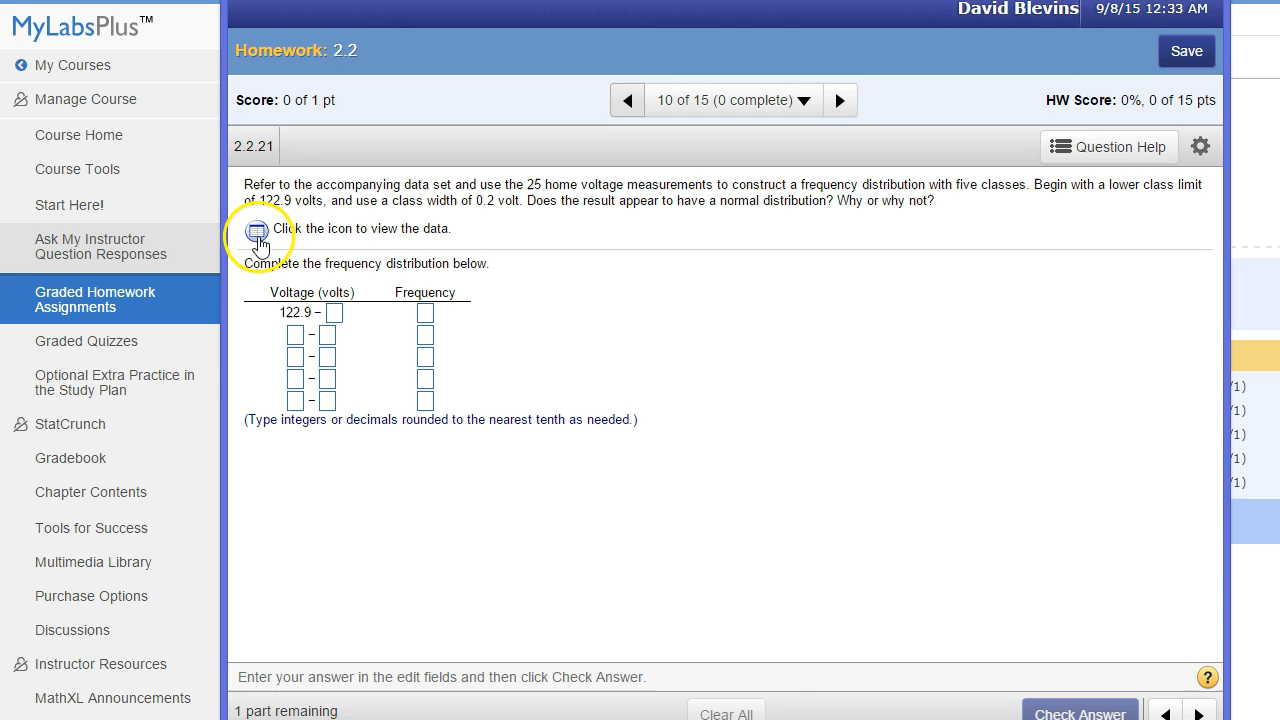 MyLabsPlus™
My Courses
Manage Course
Course Home
Course Tools
Start Here!
Ask My Instructor
Question Responses
Graded Homework
Assignments
Graded Quizzes
Optional Extra Practice in
the Study Plan
StatCrunch
Gradebook
Chapter Contents
Tools for Success
Multimedia Library
Purchase Options
Discussions
Instructor Resources
MathXL Announcements
David Blevins 9/8/15 12:33 AM
Homework: 2.2
Save
Score: 0 of 1 pt
10 of 15 (0 complete)
HW Score: 0%, 0 of 15 pts
2.2.21
Question Help
Refer to the accompanying data set and use the 25 home voltage measurements to construct a frequency distribution with five classes. Begin with a lower class limit
of 122.9 volts, and use a class width of 0.2 volt. Does the result appear to have a normal distribution? Why or why not?
Click the icon to view the data.
Complete the frequency distribution below.
Voltage (volts) Frequency
122.9 –
–
–
–
–
(Type integers or decimals rounded to the nearest tenth as needed.)
Enter your answer in the edit fields and then click Check Answer.
?
1 part remaining
Clear All
Check Answer
/1)
/1)
/1)
/1)
/1)